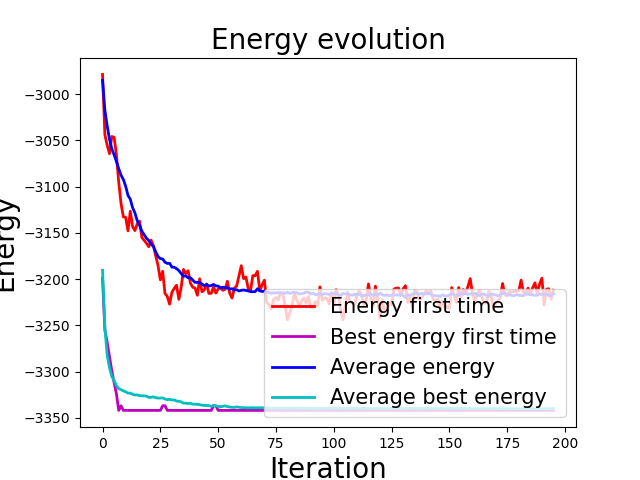 Energy evolution
Energy
−3000
−3050
−3100
−3150
−3200
−3250
−3300
−3350
Energy first time
Best energy first time
Average energy
Average best energy
0 25 50 75 100 125 150 175 200
Iteration